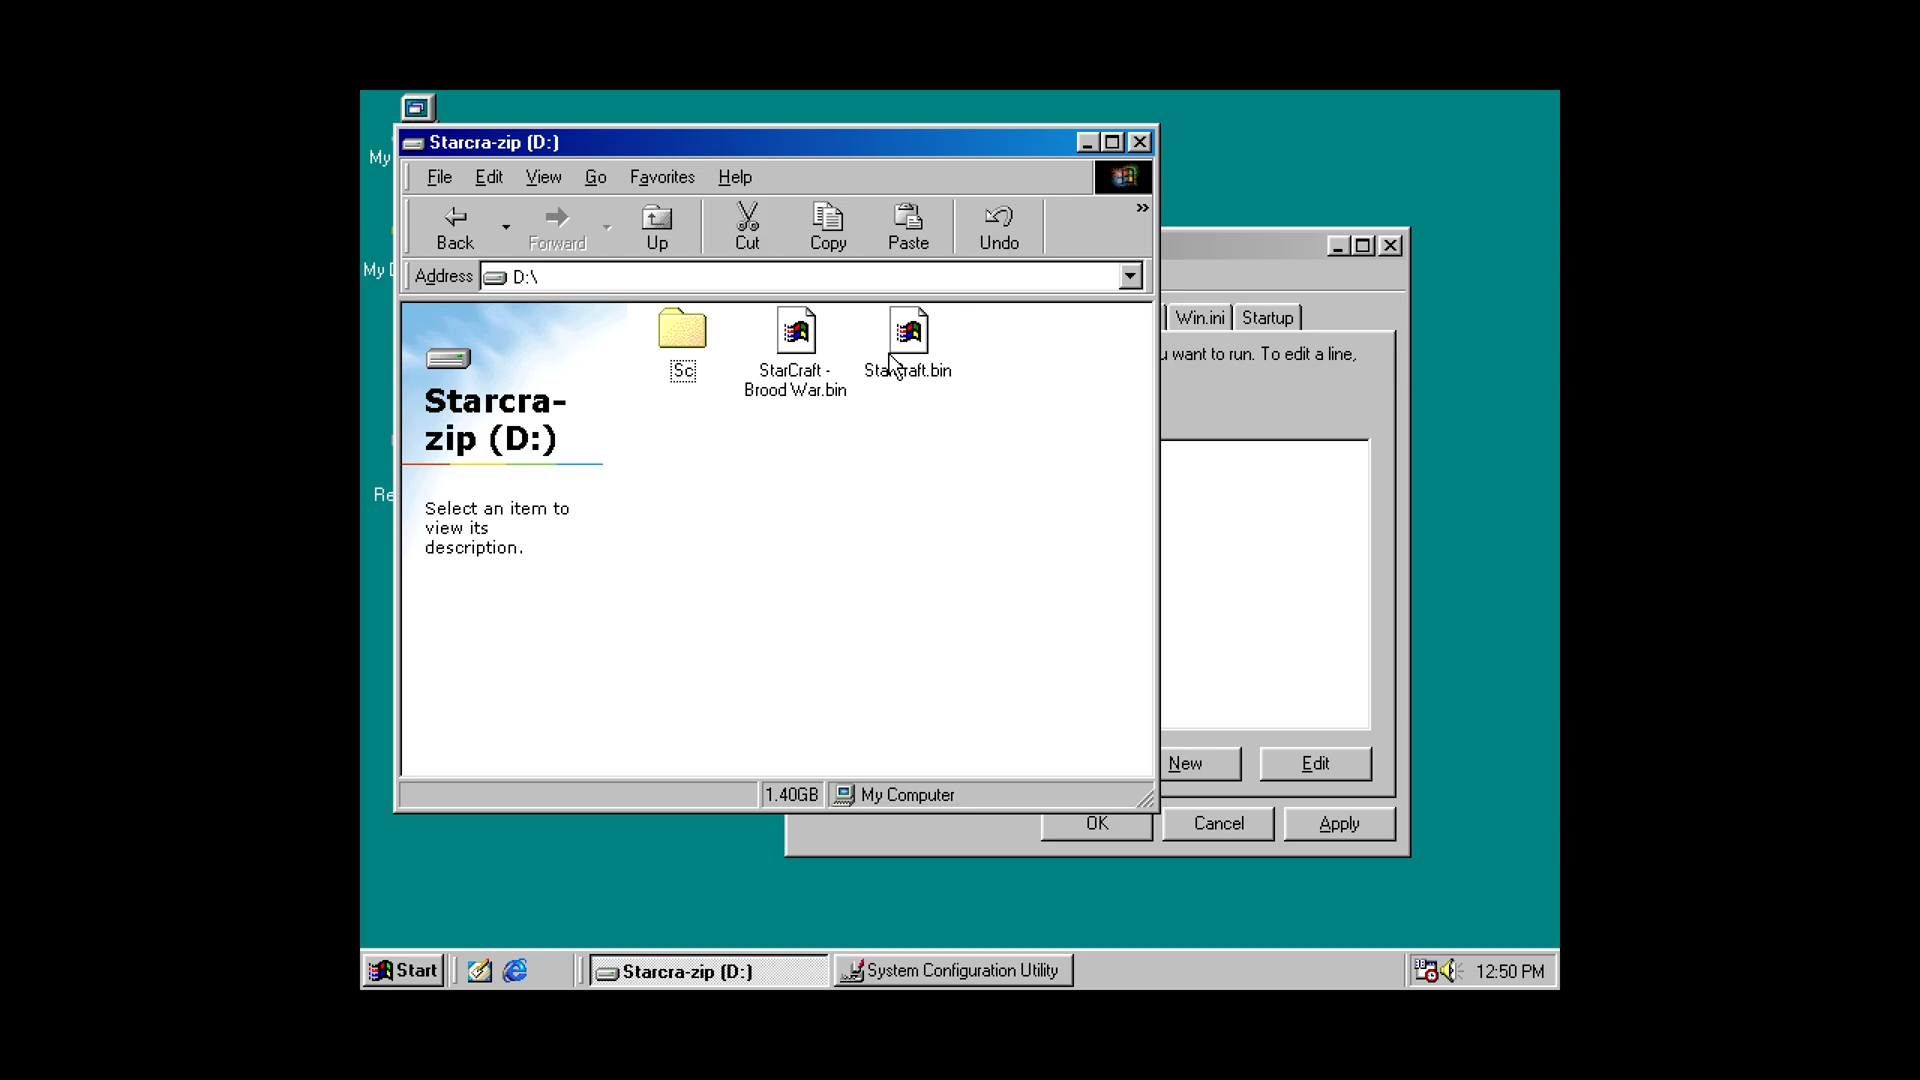 Starcra-zip (D:)
File Edit View Go Favorites Help
Back Forward Up Cut Copy Paste Undo »
Address D:\
My
My D
Re
Starcra-
zip (D:)
Select an item to
view its
description.
Sc
StarCraft -
Brood War.bin
Starcraft.bin
1.40GB My Computer
Win.ini Startup
u want to run. To edit a line,
New Edit
OK Cancel Apply
Start Starcra-zip (D:) System Configuration Utility 12:50 PM